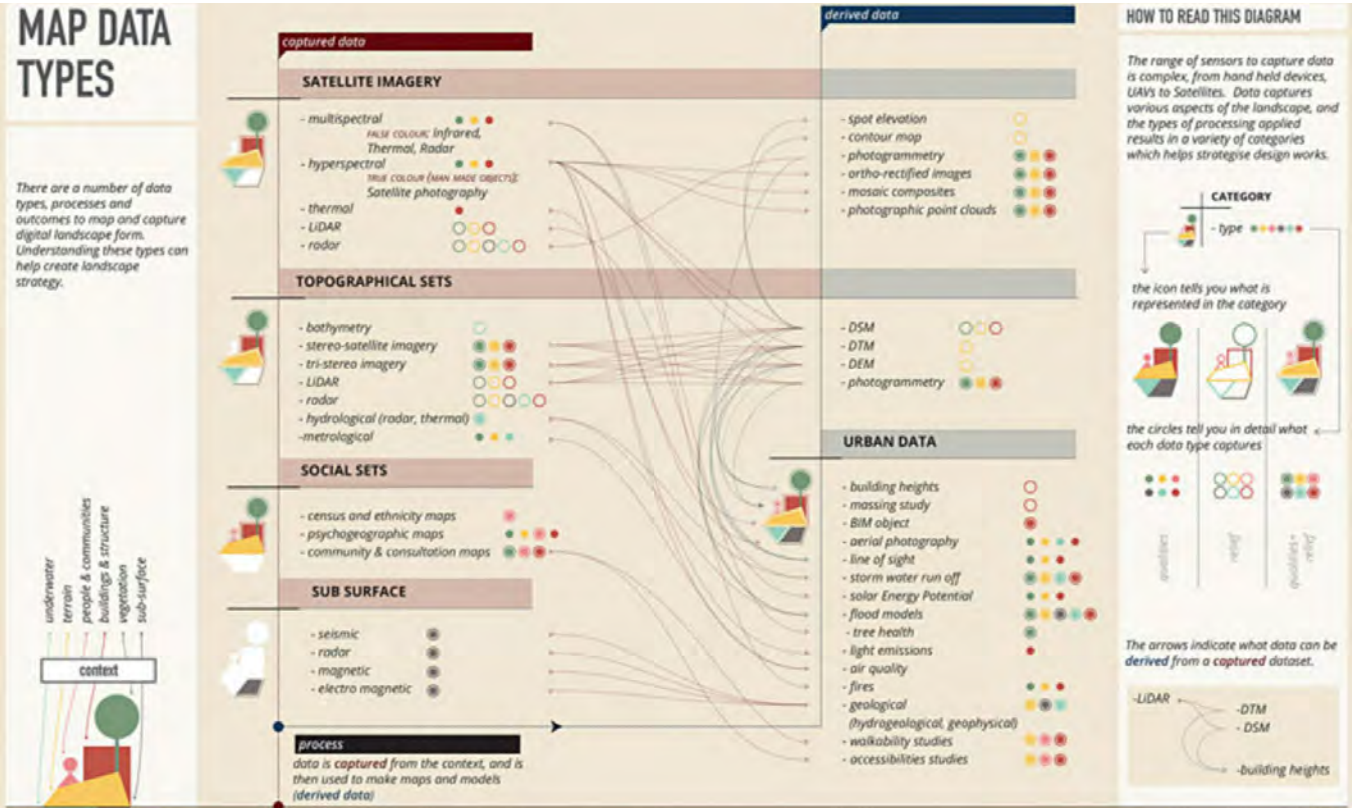 MAP DATA
TYPES
There are a number of data
types, processes and
outcomes to map and capture
digital landscape form.
Understanding these types can
help create landscape
strategy.
underwater
terrain
people & communities
buildings & structure
vegetation
sub-surface
context
captured data
SATELLITE IMAGERY
- multispectral
FALSE COLOUR: Infrared,
Thermal, Radar
- hyperspectral
TRUE COLOUR (MAN MADE OBJECTS):
Satellite photography
- thermal
- LiDAR
- radar
TOPOGRAPHICAL SETS
- bathymetry
- stereo-satellite imagery
- tri-stereo imagery
- LiDAR
- radar
- hydrological (radar, thermal)
-metrological
SOCIAL SETS
- census and ethnicity maps
- psychogeographic maps
- community & consultation maps
SUB SURFACE
- seismic
- radar
- magnetic
- electro magnetic
process
data is captured from the context, and is
then used to make maps and models
(derived data)
derived data
- spot elevation
- contour map
- photogrammetry
- ortho-rectified images
- mosaic composites
- photographic point clouds
- DSM
- DTM
- DEM
- photogrammetry
URBAN DATA
- building heights
- massing study
- BIM object
- aerial photography
- line of sight
- storm water run off
- solar Energy Potential
- flood models
- tree health
- light emissions
- air quality
- fires
- geological
(hydrogeological, geophysical)
- walkability studies
- accessibilities studies
HOW TO READ THIS DIAGRAM
The range of sensors to capture data
is complex, from hand held devices,
UAVs to Satellites. Data captures
various aspects of the landscape, and
the types of processing applied
results in a variety of categories
which helps strategise design works.
CATEGORY
- type
the icon tells you what is
represented in the category
the circles tell you in detail what
each data type captures
qualities
relief
qualities +
relief
The arrows indicate what data can be
derived from a captured dataset.
-LiDAR
-DTM
- DSM
-building heights